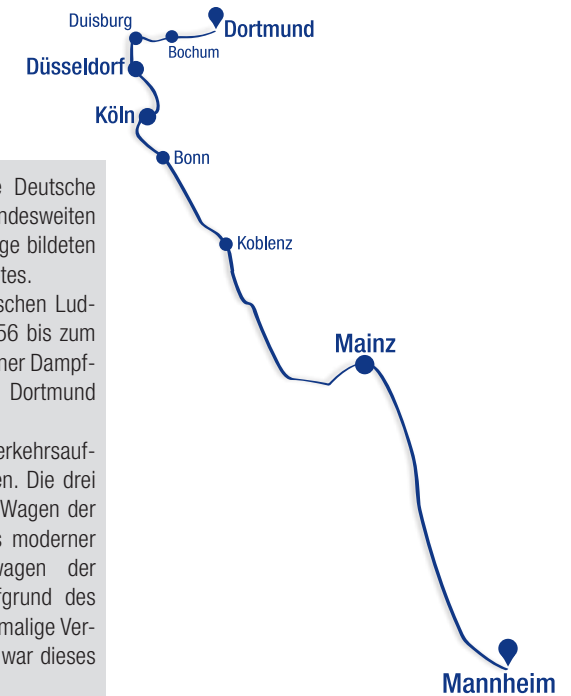 Duisburg
Dortmund
Bochum
Düsseldorf
Köln
Bonn
Koblenz
Mainz
Mannheim
Deutsche
ndesweiten
ge bildeten
tes.
schen Lud-
56 bis zum
ner Dampf-
Dortmund
erkehrsauf-
en. Die drei
Wagen der
s moderner
wagen der
fgrund des
malige Ver-
war dieses